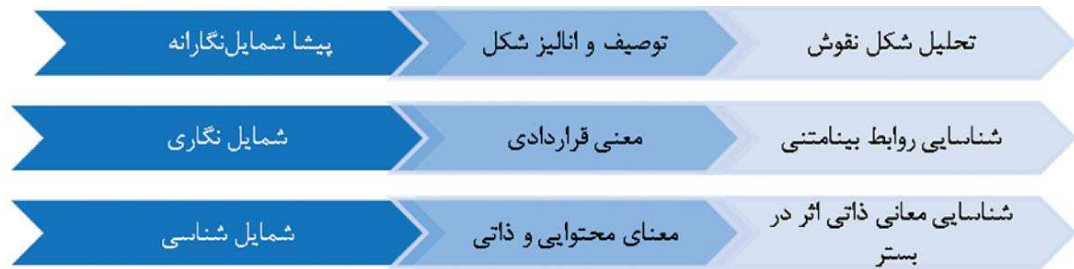 پیشا شمایل‌نگارانه
توصیف و انالیز شکل
تحلیل شکل نقوش
شمایل نگاری
معنی قراردادی
شناسایی روابط بینامتنی
شمایل شناسی
معنای محتوایی و ذاتی
شناسایی معانی ذاتی اثر در
بستر